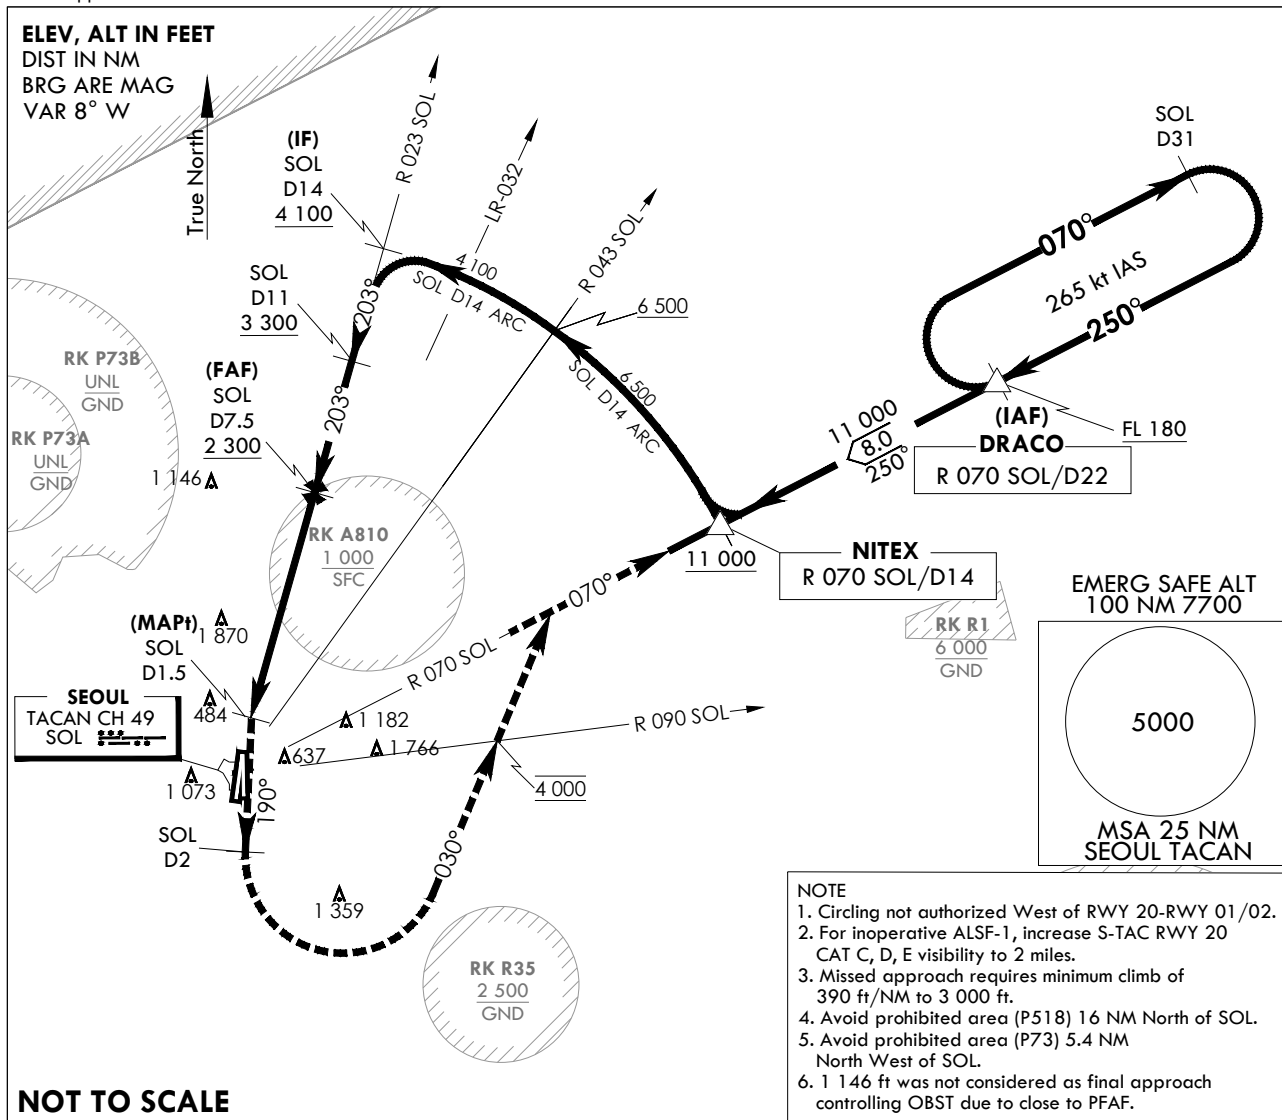 ELEV, ALT IN FEET
DIST IN NM
BRG ARE MAG
VAR 8° W
True North
(IF)
SOL
D14
4 100
R 023 SOL
LR-032
R 043 SOL
SOL
D31
070°
265 kt IAS
250°
4 100
SOL D14 ARC
6 500
6 500
SOL D14 ARC
SOL
D11
3 300
203°
203°
RK P73B
UNL
GND
RK P73A
UNL
GND
(FAF)
SOL
D7.5
2 300
1 146
11 000
8.0
250°
(IAF)
DRACO
R 070 SOL/D22
FL 180
RK A810
1 000
SFC
11 000
NITEX
R 070 SOL/D14
070°
R 070 SOL
RK R1
6 000
GND
EMERG SAFE ALT
100 NM 7700
5000
MSA 25 NM
SEOUL TACAN
(MAPt)
SOL
D1.5
1 870
484
SEOUL
TACAN CH 49
SOL
1 182
637
1 766
R 090 SOL
1 073
190°
4 000
SOL
D2
030°
1 359
RK R35
2 500
GND
NOTE
1. Circling not authorized West of RWY 20-RWY 01/02.
2. For inoperative ALSF-1, increase S-TAC RWY 20
CAT C, D, E visibility to 2 miles.
3. Missed approach requires minimum climb of
390 ft/NM to 3 000 ft.
4. Avoid prohibited area (P518) 16 NM North of SOL.
5. Avoid prohibited area (P73) 5.4 NM
North West of SOL.
6. 1 146 ft was not considered as final approach
controlling OBST due to close to PFAF.
NOT TO SCALE